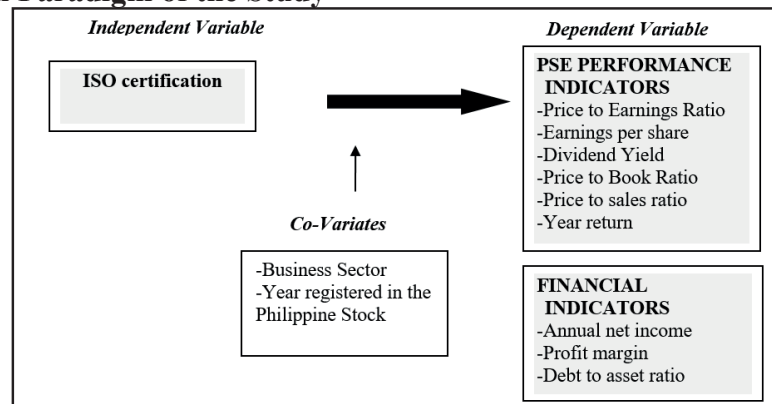 Paradigm of the Study
Independent Variable
ISO certification
Dependent Variable
PSE PERFORMANCE
INDICATORS
-Price to Earnings Ratio
-Earnings per share
-Dividend Yield
-Price to Book Ratio
-Price to sales ratio
-Year return
Co-Variates
-Business Sector
-Year registered in the
Philippine Stock
FINANCIAL
INDICATORS
-Annual net income
-Profit margin
-Debt to asset ratio